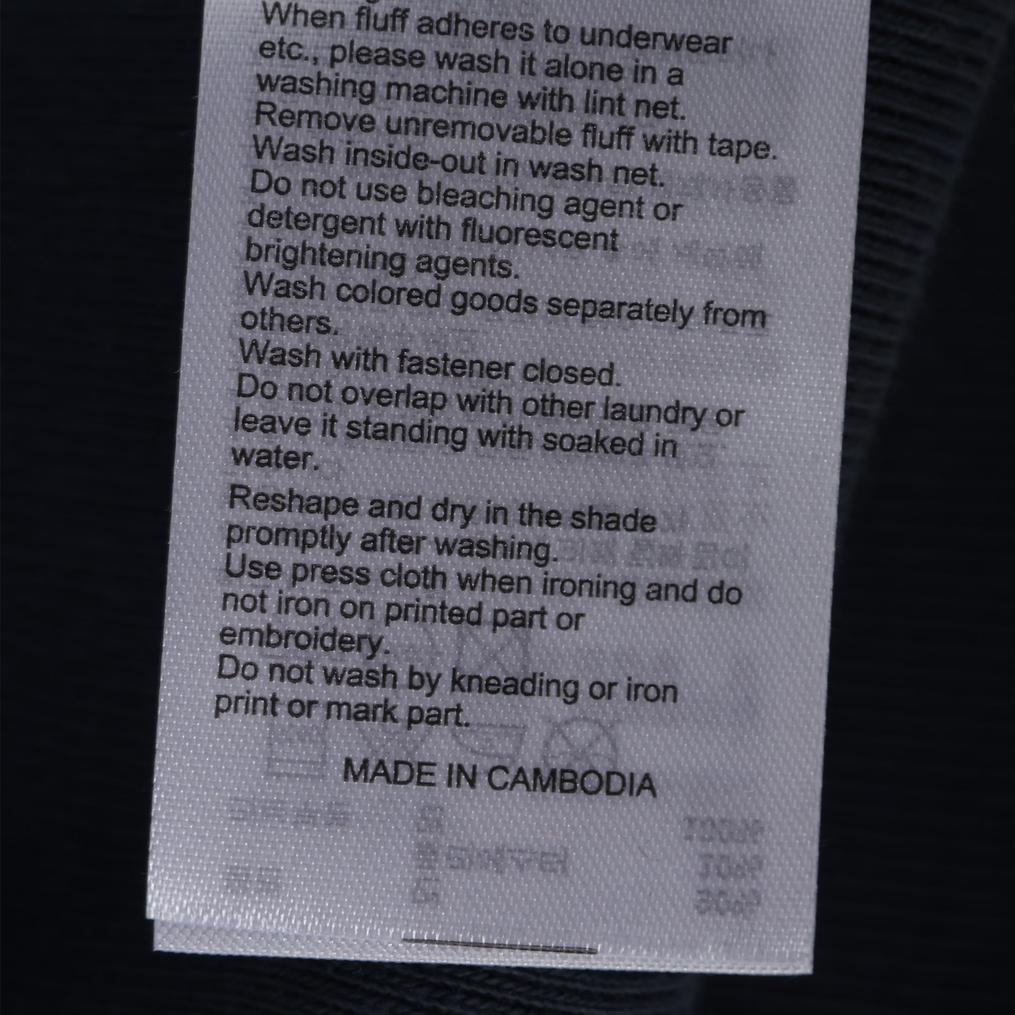 When fluff adheres to underwear
etc., please wash it alone in a
washing machine with lint net.
Remove unremovable fluff with tape.
Wash inside-out in wash net.
Do not use bleaching agent or
detergent with fluorescent
brightening agents.
Wash colored goods separately from
others.
Wash with fastener closed.
Do not overlap with other laundry or
leave it standing with soaked in
water.
Reshape and dry in the shade
promptly after washing.
Use press cloth when ironing and do
not iron on printed part or
embroidery.
Do not wash by kneading or iron
print or mark part.
MADE IN CAMBODIA